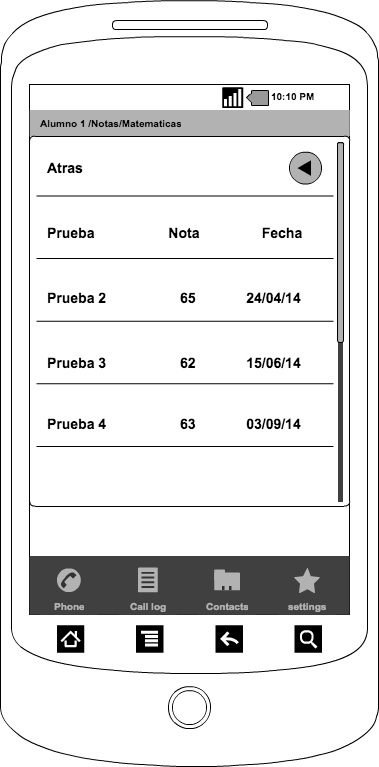 10:10 PM
Alumno 1 /Notas/Matematicas
Atras
Prueba Nota Fecha
Prueba 2 65 24/04/14
Prueba 3 62 15/06/14
Prueba 4 63 03/09/14
Phone Call log Contacts settings